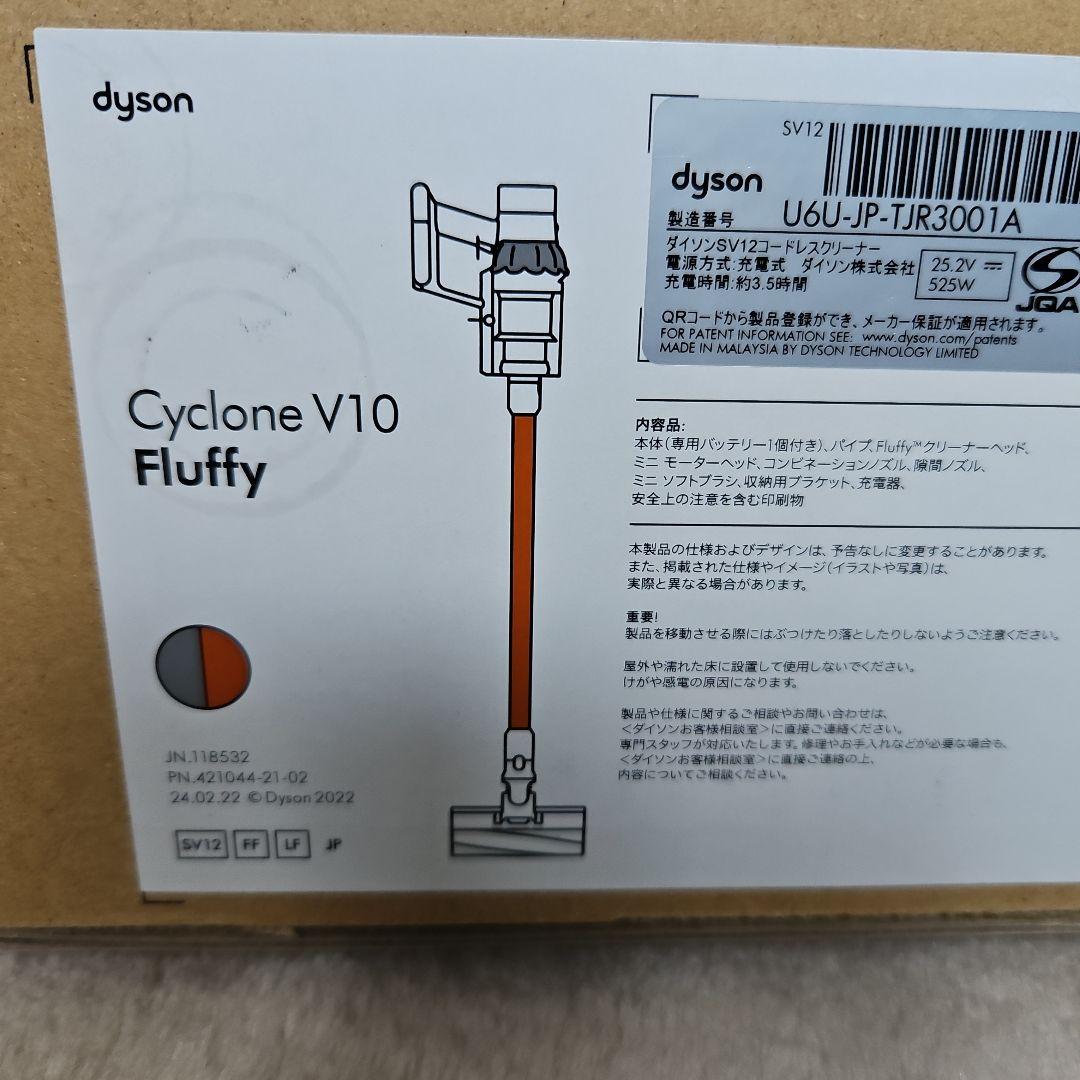 dyson
Cyclone V10
Fluffy
JN.118532
PN.421044-21-02
24.02.22 ©Dyson 2022
SV12 FF LF JP
SV12
dyson
製造番号 U6U-JP-TJR3001A
ダイソンSV12コードレスクリーナー
電源方式:充電式 ダイソン株式会社
充電時間:約3.5時間
25.2V ⎓
525W
JQA
QRコードから製品登録ができ、メーカー保証が適用されます。
FOR PATENT INFORMATION SEE: www.dyson.com/patents
MADE IN MALAYSIA BY DYSON TECHNOLOGY LIMITED
内容品:
本体(専用バッテリー1個付き)、パイプ、Fluffy™クリーナーヘッド、
ミニ モーターヘッド、コンビネーションノズル、隙間ノズル、
ミニ ソフトブラシ、収納用ブラケット、充電器、
安全上の注意を含む印刷物
本製品の仕様およびデザインは、予告なしに変更することがあります。
また、掲載された仕様やイメージ(イラストや写真)は、
実際と異なる場合があります。
重要!
製品を移動させる際にはぶつけたり落としたりしないようご注意ください。
屋外や濡れた床に設置して使用しないでください。
けがや感電の原因になります。
製品や仕様に関するご相談やお問い合わせは、
<ダイソンお客様相談室>に直接ご連絡ください。
専門スタッフが対応いたします。修理やお手入れなどが必要な場合も、
<ダイソンお客様相談室>に直接ご連絡の上、
内容についてご相談ください。